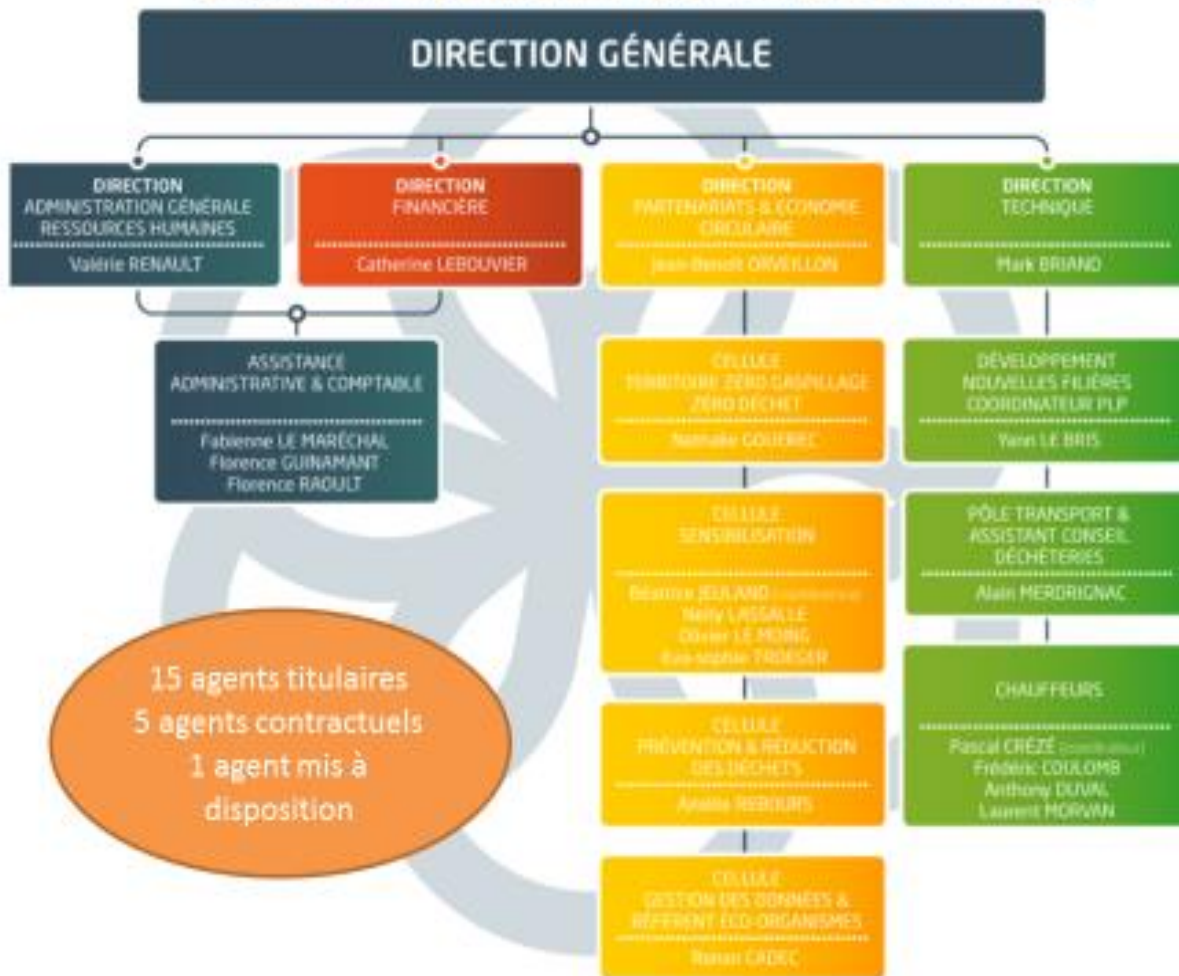 DIRECTION GÉNÉRALE
DIRECTION
ADMINISTRATION GÉNÉRALE
RESSOURCES HUMAINES
Valérie RENAULT
DIRECTION
FINANCIÈRE
Catherine LEBOUVIER
DIRECTION
PARTENARIATS & ÉCONOMIE
CIRCULAIRE
Jean-Benoît ORVEILLON
DIRECTION
TECHNIQUE
Mark BRIAND
ASSISTANCE
ADMINISTRATIVE & COMPTABLE
Fabienne LE MARÉCHAL
Florence GUINAMANT
Florence RAOULT
CELLULE
TERRITOIRE ZÉRO GASPILLAGE
ZÉRO DÉCHET
Nathalie GOUEREC
CELLULE
SENSIBILISATION
Béatrice JEULAND
Nelly LASSALLE
Olivier LE MOING
Eva-sophie TROEGER
CELLULE
PRÉVENTION & RÉDUCTION
DES DÉCHETS
REBOURS
CELLULE
GESTION DES DONNÉES &
RÉFÉRENT ÉCO-ORGANISMES
Ronan CADEC
DÉVELOPPEMENT
NOUVELLES FILIÈRES
COORDINATEUR PLP
Yann LE BRIS
PÔLE TRANSPORT &
ASSISTANT CONSEIL
DÉCHÈTERIES
Alain MERDRIGNAC
CHAUFFEURS
Pascal CRÉZÉ
Frédéric COULOMB
Anthony DUVAL
Laurent MORVAN
15 agents titulaires
5 agents contractuels
1 agent mis à
disposition